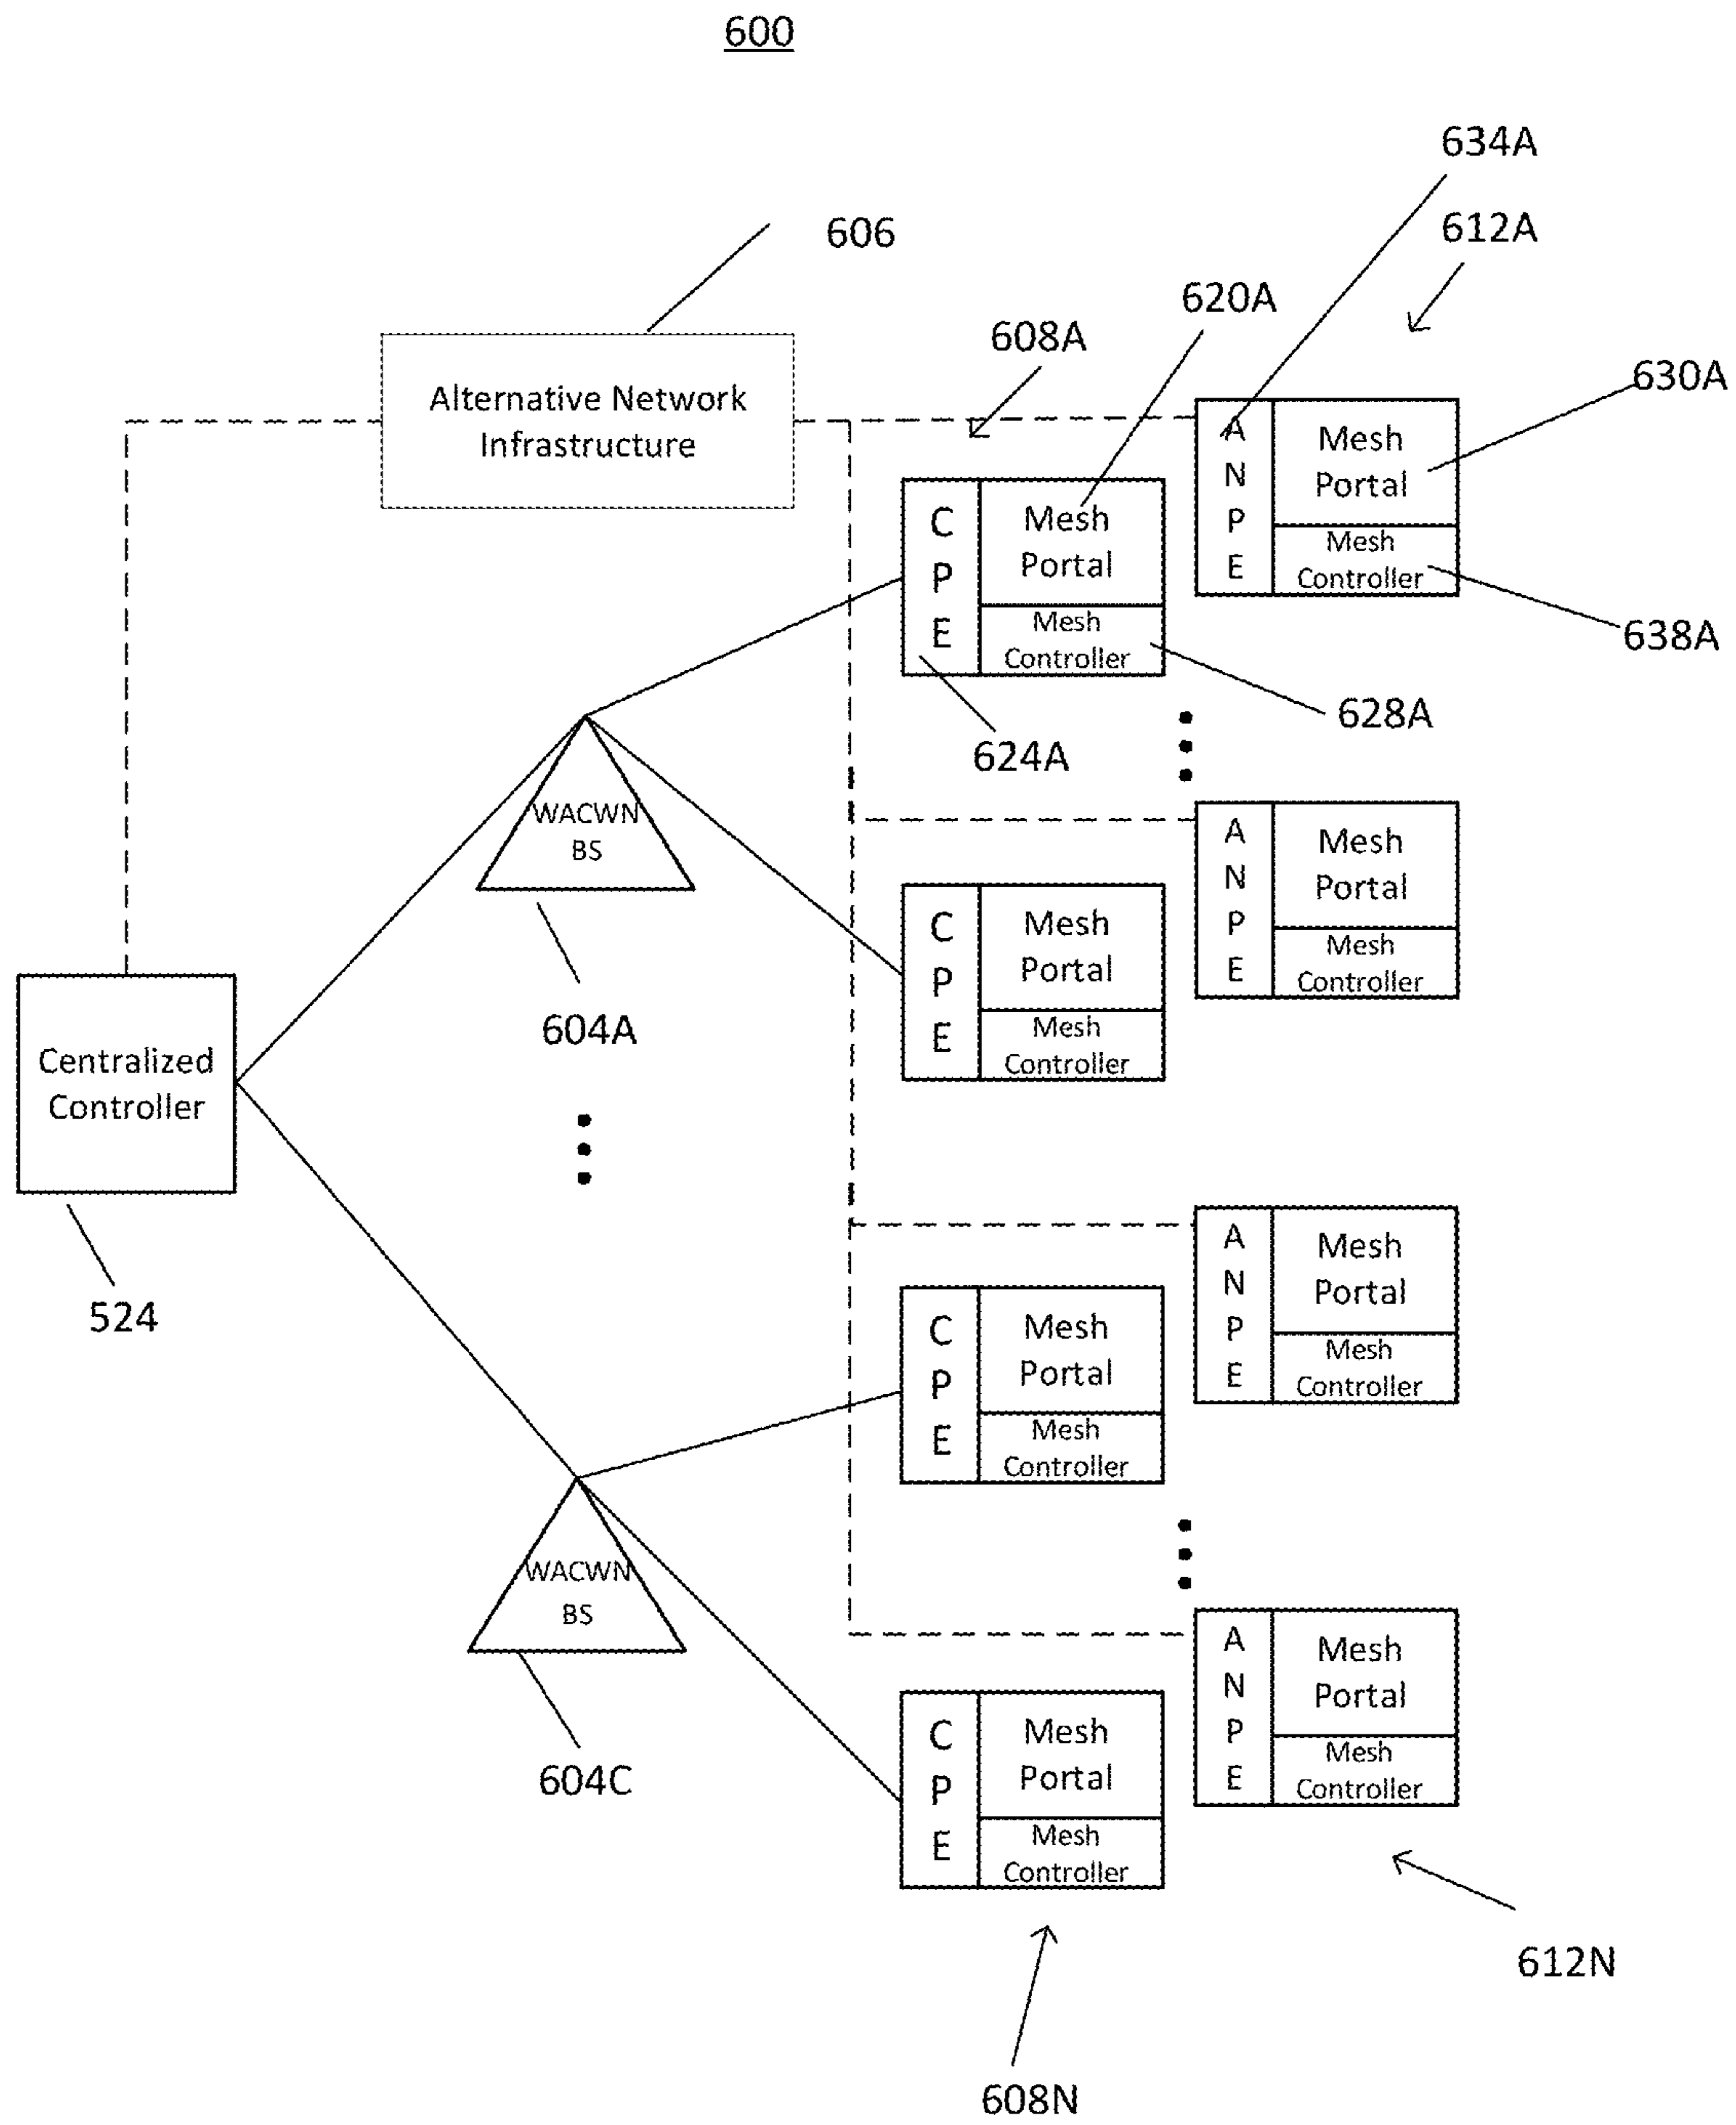 600
634A
612A
606
620A
608A
630A
Alternative Network
Infrastructure
A
N
P
E
Mesh
Portal
Mesh
Controller
C
P
E
Mesh
Portal
Mesh
Controller
638A
628A
624A
WACWN
BS
A
N
P
E
Mesh
Portal
Mesh
Controller
C
P
E
Mesh
Portal
Mesh
Controller
604A
Centralized
Controller
524
A
N
P
E
Mesh
Portal
Mesh
Controller
C
P
E
Mesh
Portal
Mesh
Controller
WACWN
BS
A
N
P
E
Mesh
Portal
Mesh
Controller
C
P
E
Mesh
Portal
Mesh
Controller
604C
612N
608N